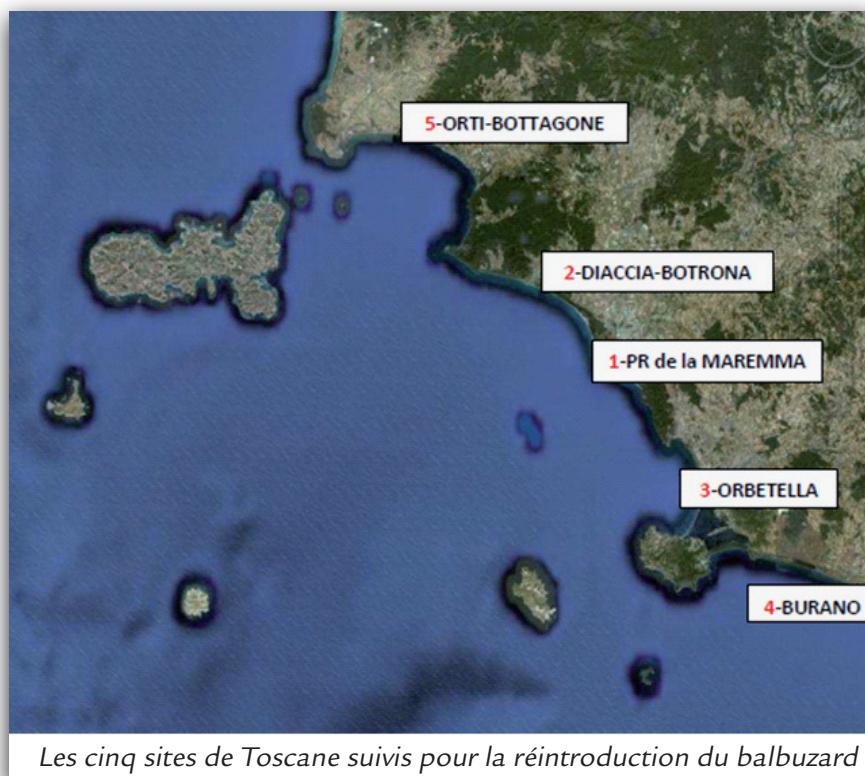 5-ORTI-BOTTAGONE
2-DIACCIA-BOTRONA
1-PR de la MAREMMA
3-ORBETELLA
4-BURANO
Les cinq sites de Toscane suivis pour la réintroduction du balbuzard